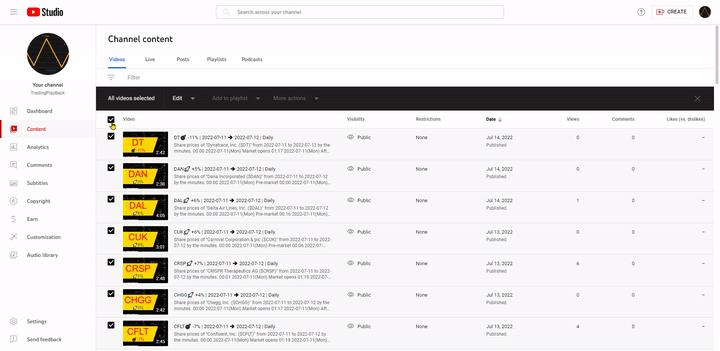 Studio
Search across your channel
CREATE
Your channel
TradingPlayBack
Dashboard
Content
Analytics
Comments
Subtitles
Copyright
Earn
Customisation
Audio library
Settings
Send feedback
Channel content
Videos Live Posts Playlists Podcasts
Filter
All videos selected Edit Add to playlist More actions
Video Visibility Restrictions Date Views Comments Likes (vs. dislikes)
DT
-11%
2:42
DT💣 -11% | 2022-07-11 ➔ 2022-07-12 | Daily
Share prices of "Dynatrace, Inc. ($DT)" from 2022-07-11 to 2022-07-12 by the
minutes. 00:00 2022-07-11(Mon) Market opens 01:17 2022-07-11(Mon) Aft...
Public None Jul 14, 2022 0 0 –
Published
DAN
2:30
DAN🚀 +5% | 2022-07-11 ➔ 2022-07-12 | Daily
Share prices of "Dana Incorporated ($DAN)" from 2022-07-11 to 2022-07-12
by the minutes. 00:00 2022-07-11(Mon) Pre-market 00:00 2022-07-11(Mon)...
Public None Jul 14, 2022 0 0 –
Published
DAL
4:05
DAL🚀 +6% | 2022-07-11 ➔ 2022-07-12 | Daily
Share prices of "Delta Air Lines, Inc. ($DAL)" from 2022-07-11 to 2022-07-12
by the minutes. 00:00 2022-07-11(Mon) Pre-market 00:16 2022-07-11(Mon)...
Public None Jul 14, 2022 1 0 –
Published
CUK
3:01
CUK🚀 +6% | 2022-07-11 ➔ 2022-07-12 | Daily
Share prices of "Carnival Corporation & plc ($CUK)" from 2022-07-11 to 2022-
07-12 by the minutes. 00:00 2022-07-11(Mon) Pre-market 00:06 2022-07-11...
Public None Jul 13, 2022 0 0 –
Published
CRSP
2:48
CRSP🚀 +7% | 2022-07-11 ➔ 2022-07-12 | Daily
Share prices of "CRISPR Therapeutics AG ($CRSP)" from 2022-07-11 to 2022-
07-12 by the minutes. 00:01 2022-07-11(Mon) Market opens 01:19 2022-07-...
Public None Jul 13, 2022 6 0 –
Published
CHGG
2:42
CHGG🚀 +4% | 2022-07-11 ➔ 2022-07-12 | Daily
Share prices of "Chegg, Inc. ($CHGG)" from 2022-07-11 to 2022-07-12 by the
minutes. 00:00 2022-07-11(Mon) Pre-market 00:00 2022-07-11(Mon) Market...
Public None Jul 13, 2022 0 0 –
Published
CFLT
2:45
CFLT💣 -7% | 2022-07-11 ➔ 2022-07-12 | Daily
Share prices of "Confluent, Inc. ($CFLT)" from 2022-07-11 to 2022-07-12 by
the minutes. 00:00 2022-07-11(Mon) Market opens 01:18 2022-07-11(Mon)...
Public None Jul 13, 2022 4 0 –
Published